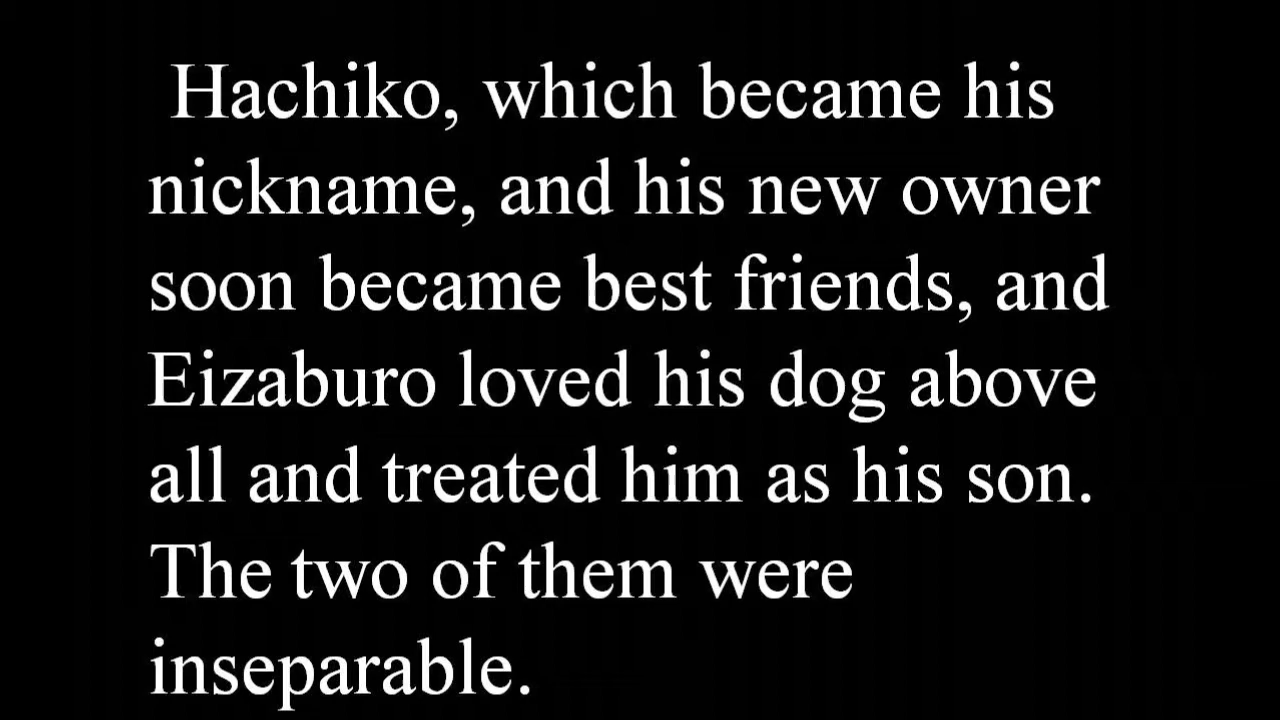 Hachiko, which became his
nickname, and his new owner
soon became best friends, and
Eizaburo loved his dog above
all and treated him as his son.
The two of them were
inseparable.